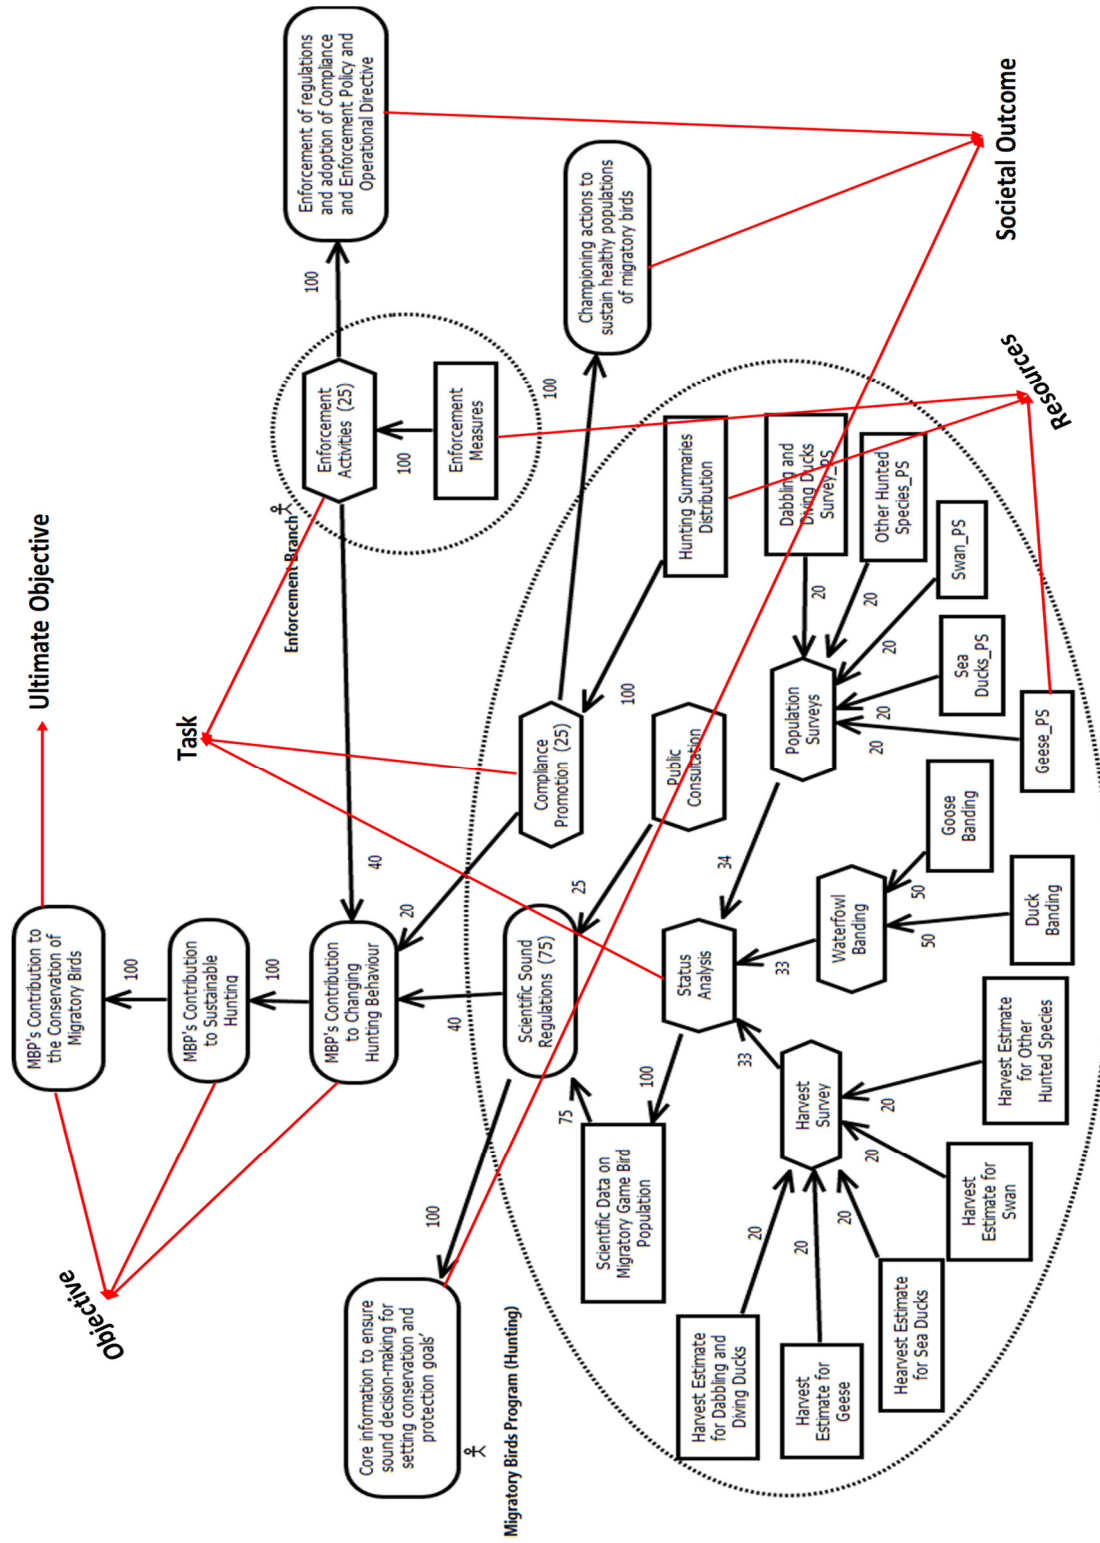 Ultimate Objective
MBP's Contribution to
the Conservation of
Migratory Birds
100
MBP's Contribution
to Sustainable
Hunting
100
MBP's Contribution
to Changing
Hunting Behaviour
Objective
Task
Enforcement Branch
Enforcement
Activities (25)
100
Enforcement
Measures
100
Enforcement of regulations
and adoption of Compliance
and Enforcement Policy and
Operational Directive
40
20
40
Core information to ensure
sound decision-making for
setting conservation and
protection goals'
100
Migratory Birds Program (Hunting)
Scientific Sound
Regulations (75)
Compliance
Promotion (25)
100
Championing actions to
sustain healthy populations
of migratory birds
75
25
100
Scientific Data on
Migratory Game Bird
Population
100
Status
Analysis
Public
Consultation
Hunting Summaries
Distribution
33
33
34
Harvest Estimate
for Dabbling and
Diving Ducks
20
Harvest
Estimate for
Geese
20
Hearvest Estimate
for Sea Ducks
20
Harvest
Estimate for
Swan
20
Harvest Estimate
for Other
Hunted Species
20
Harvest
Survey
Waterfowl
Banding
50
50
Duck
Banding
Goose
Banding
Population
Surveys
20
20
20
20
20
Dabbling and
Diving Ducks
Survey_PS
Other Hunted
Species_PS
Swan_PS
Sea
Ducks_PS
Geese_PS
Resources
Societal Outcome